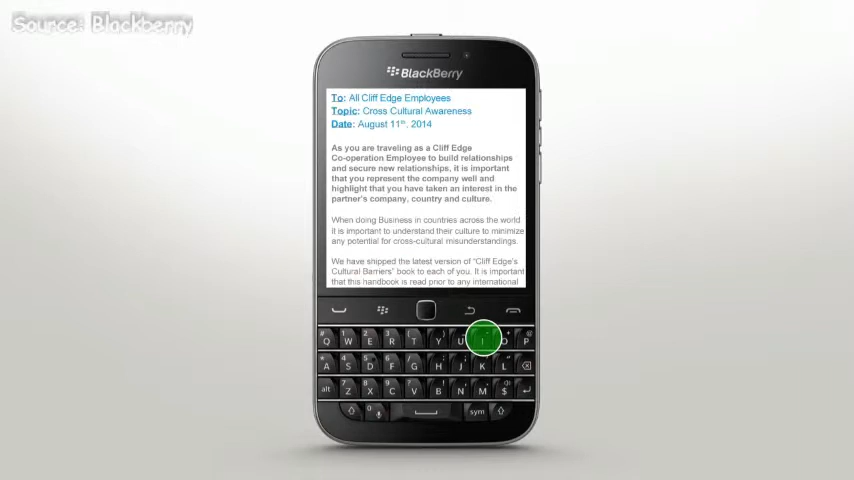 Source: Blackberry
BlackBerry
To: All Cliff Edge Employees
Topic: Cross Cultural Awareness
Date: August 11th, 2014
As you are traveling as a Cliff Edge
Co-operation Employee to build relationships
and secure new relationships, it is important
that you represent the company well and
highlight that you have taken an interest in the
partner's company, country and culture.
When doing Business in countries across the world
it is important to understand their culture to minimize
any potential for cross-cultural misunderstandings.
We have shipped the latest version of "Cliff Edge's
Cultural Barriers" book to each of you. It is important
that this handbook is read prior to any international
Q W E R T Y U I O P
A S D F G H J K L
alt Z X C V B N M $
0 sym